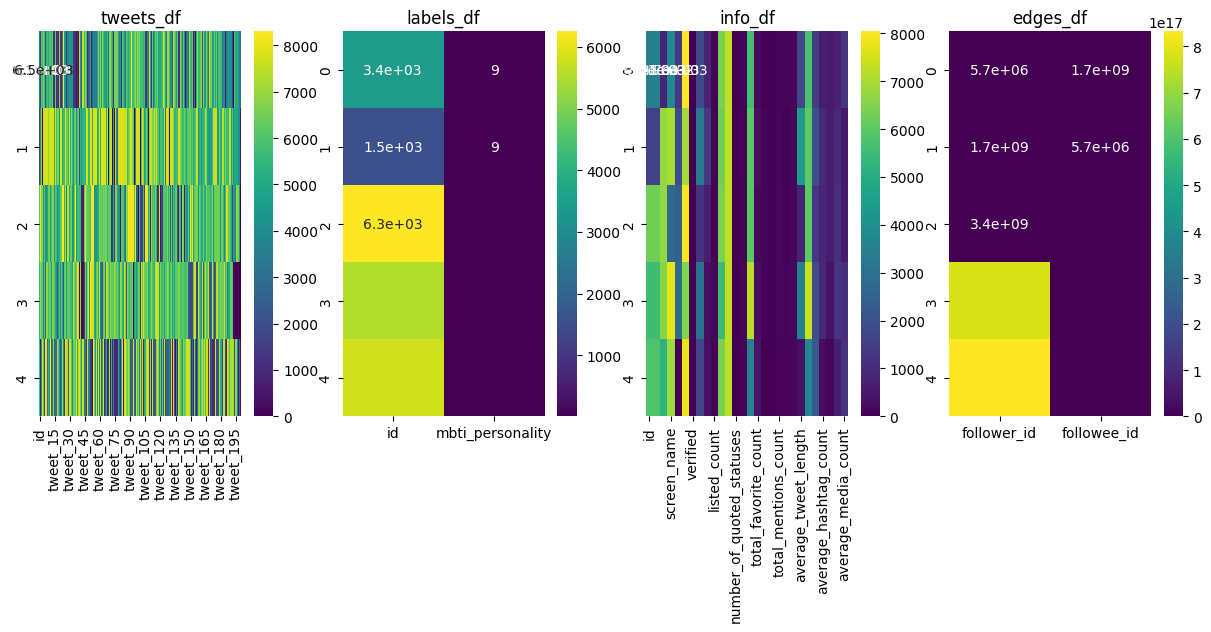 tweets_df
labels_df
info_df
edges_df
1e17
0
1
2
3
4
8000
7000
6000
5000
4000
3000
2000
1000
0
id
tweet_15
tweet_30
tweet_45
tweet_60
tweet_75
tweet_90
tweet_105
tweet_120
tweet_135
tweet_150
tweet_165
tweet_180
tweet_195
3.4e+03 9
1.5e+03 9
6.3e+03
0
1
2
3
4
6000
5000
4000
3000
2000
1000
id
mbti_personality
0
1
2
3
4
8000
7000
6000
5000
4000
3000
2000
1000
0
id
screen_name
verified
listed_count
number_of_quoted_statuses
total_favorite_count
total_mentions_count
average_tweet_length
average_hashtag_count
average_media_count
5.7e+06 1.7e+09
1.7e+09 5.7e+06
3.4e+09
0
1
2
3
4
8
7
6
5
4
3
2
1
0
follower_id
followee_id